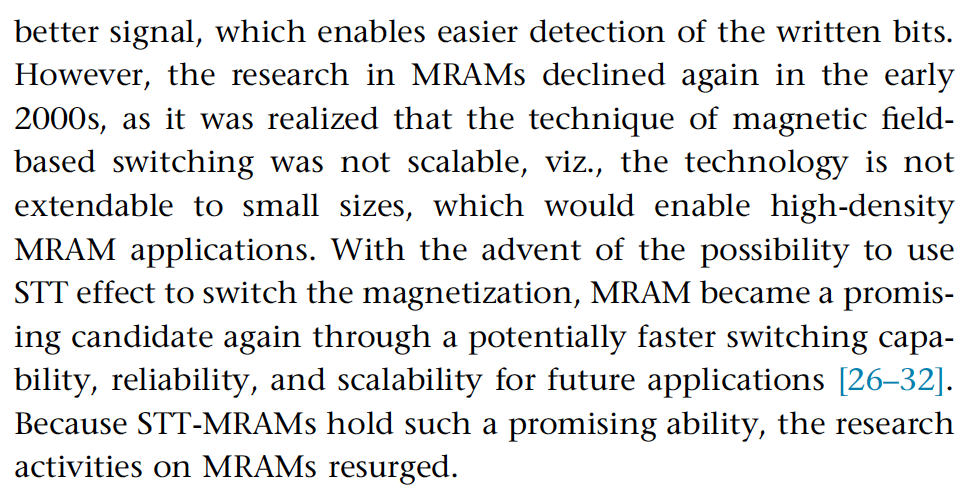 better signal, which enables easier detection of the written bits.
However, the research in MRAMs declined again in the early
2000s, as it was realized that the technique of magnetic field-
based switching was not scalable, viz., the technology is not
extendable to small sizes, which would enable high-density
MRAM applications. With the advent of the possibility to use
STT effect to switch the magnetization, MRAM became a promis-
ing candidate again through a potentially faster switching capa-
bility, reliability, and scalability for future applications [26–32].
Because STT-MRAMs hold such a promising ability, the research
activities on MRAMs resurged.